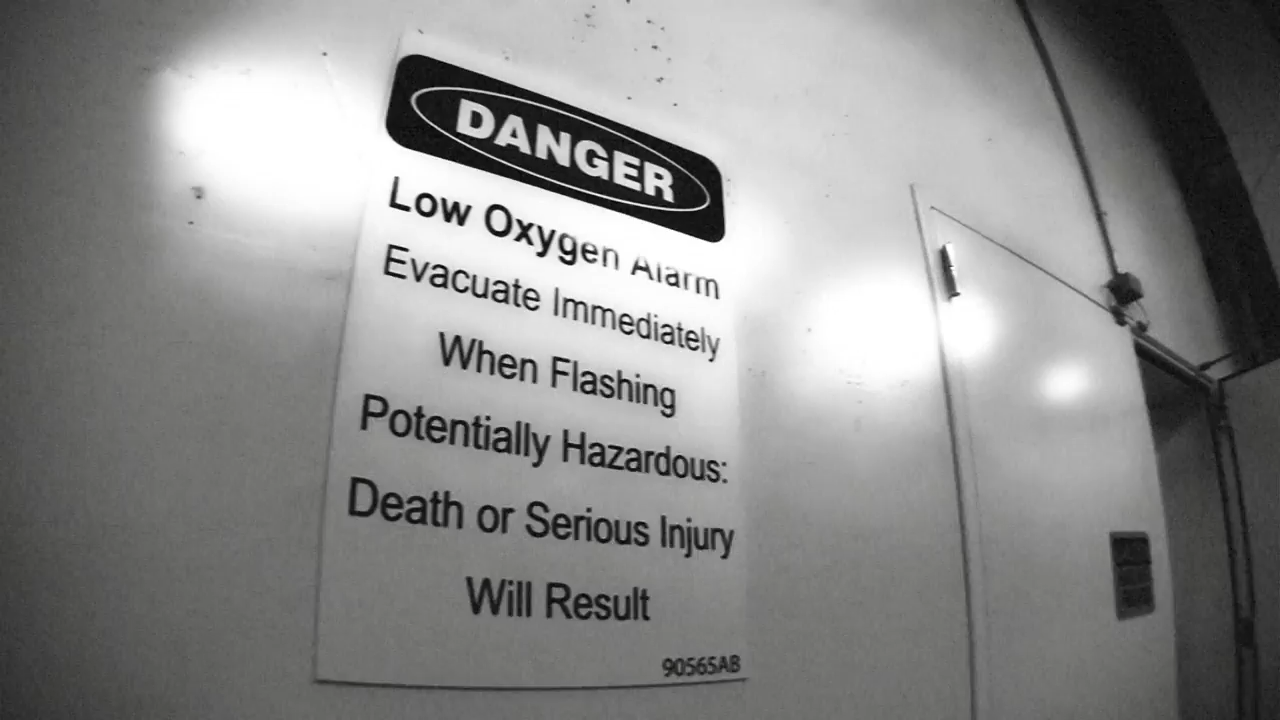 DANGER
Low Oxygen Alarm
Evacuate Immediately
When Flashing
Potentially Hazardous:
Death or Serious Injury
Will Result
90565AB